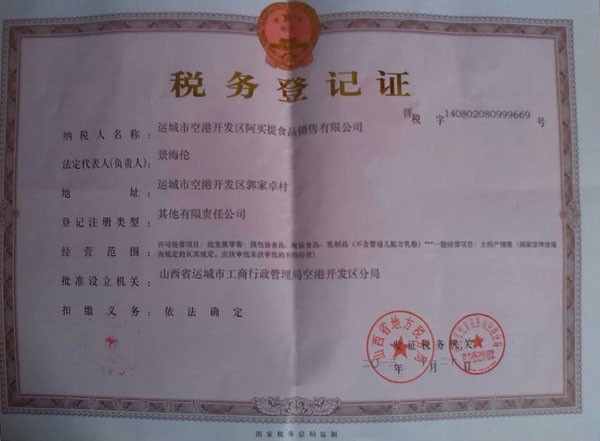 税务登记证
晋税 字 140802080999669 号
纳税人名称: 运城市空港开发区阿买提食品销售有限公司
法定代表人(负责人): 景海伦
地 址: 运城市空港开发区郭家卓村
登记注册类型: 其他有限责任公司
经营范围: 许可经营项目: 批发兼零售: 预包装食品、散装食品、乳制品(不含婴幼儿配方乳粉)***一般经营项目: 土特产销售(国家法律法规
有规定的从其规定,应获审批未获审批的不得经营)
批准设立机关: 山西省运城市工商行政管理局空港开发区分局
扣缴义务: 依法确定
山西省地方税务局
发证税务机关
年 月 二十 日
国家税务总局监制